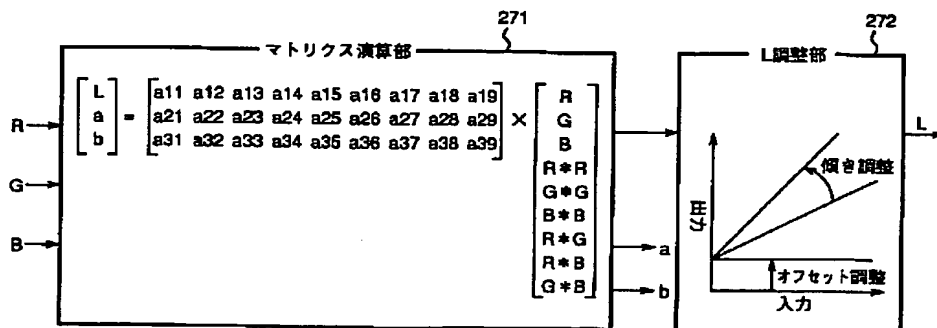 271
272
マトリクス演算部
L調整部
L
a
b
=
a11 a12 a13 a14 a15 a16 a17 a18 a19
a21 a22 a23 a24 a25 a26 a27 a28 a29
a31 a32 a33 a34 a35 a36 a37 a38 a39
×
R
G
B
R*R
G*G
B*B
R*G
R*B
G*B
R
G
B
a
b
L
出力
傾き調整
オフセット調整
入力